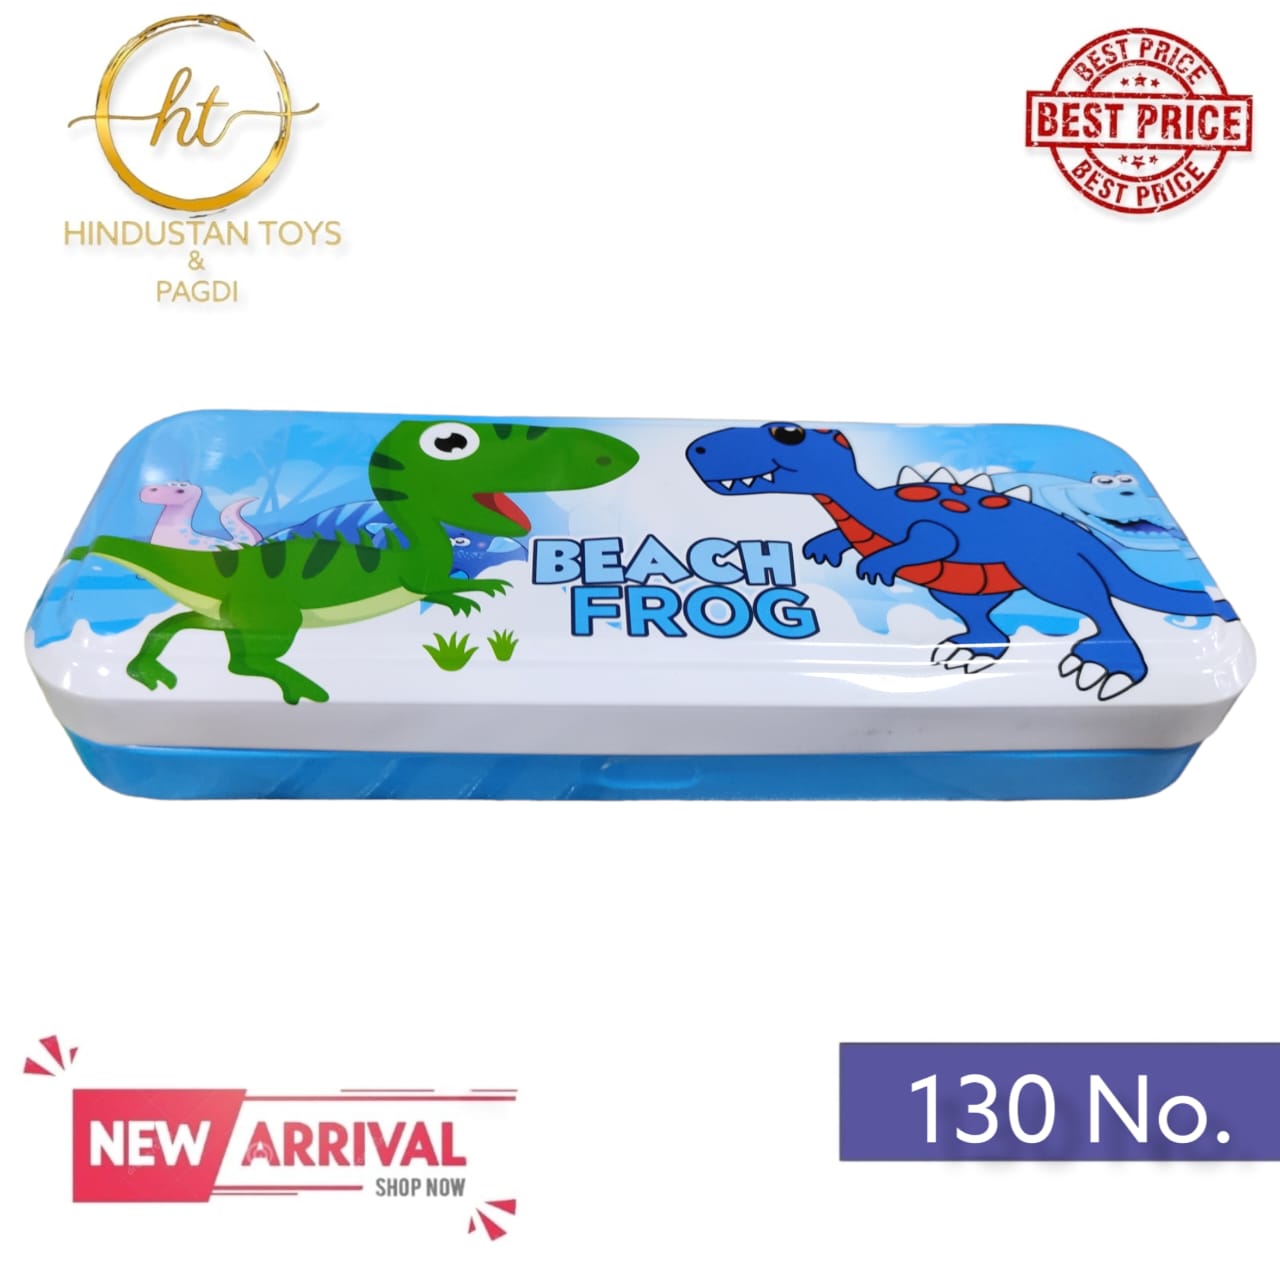 ht
HINDUSTAN TOYS
&
PAGDI
BEST PRICE
BEST PRICE
BEST PRICE
BEACH
FROG
NEW ARRIVAL
SHOP NOW
130 No.